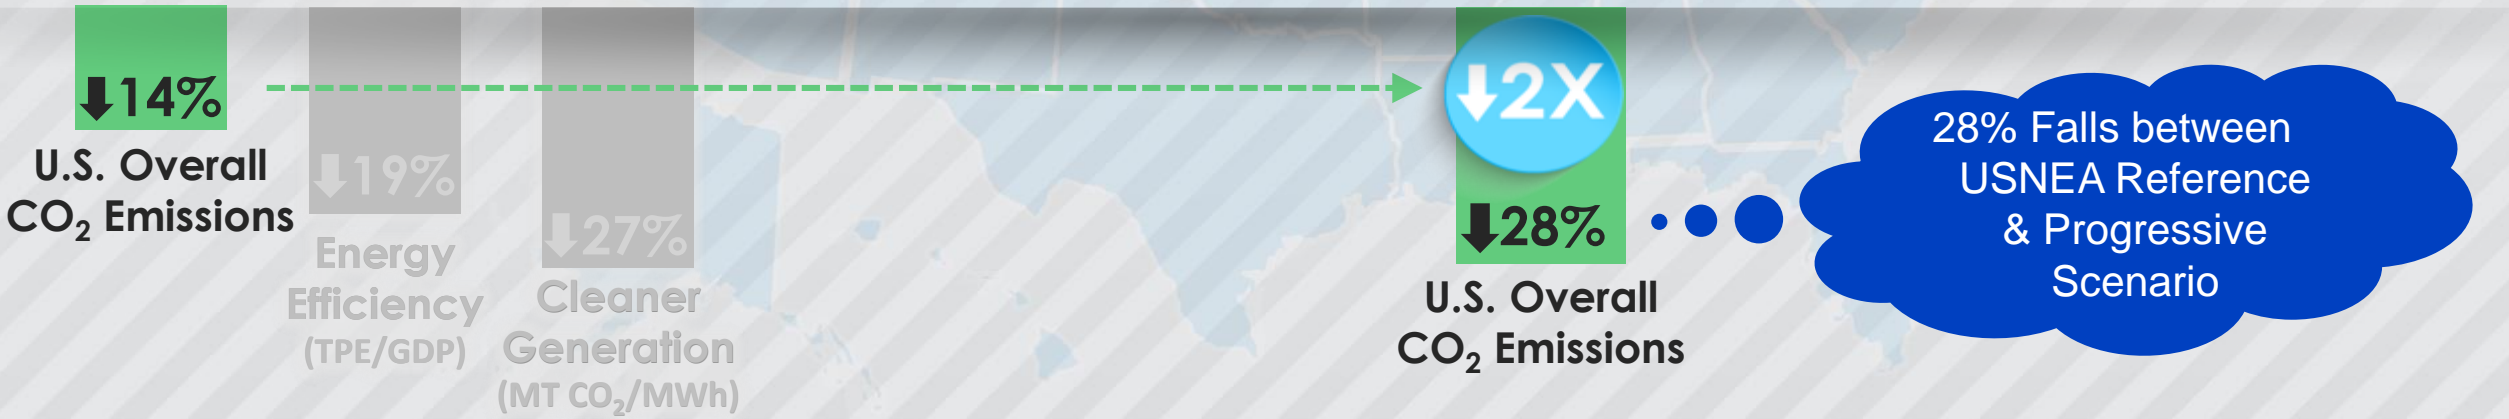 ⬇14%
U.S. Overall
CO₂ Emissions
⬇19%
Energy
Efficiency
(TPE/GDP)
⬇27%
Cleaner
Generation
(MT CO₂/MWh)
⬇2X
⬇28%
U.S. Overall
CO₂ Emissions
28% Falls between
USNEA Reference
& Progressive
Scenario